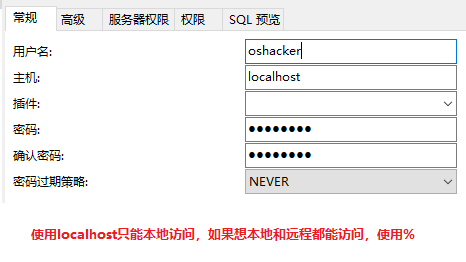 常规 高级 服务器权限 权限 SQL 预览
用户名: oshacker
主机: localhost
插件:
密码: ●●●●●●●●
确认密码: ●●●●●●●●
密码过期策略: NEVER
使用localhost只能本地访问，如果想本地和远程都能访问，使用%